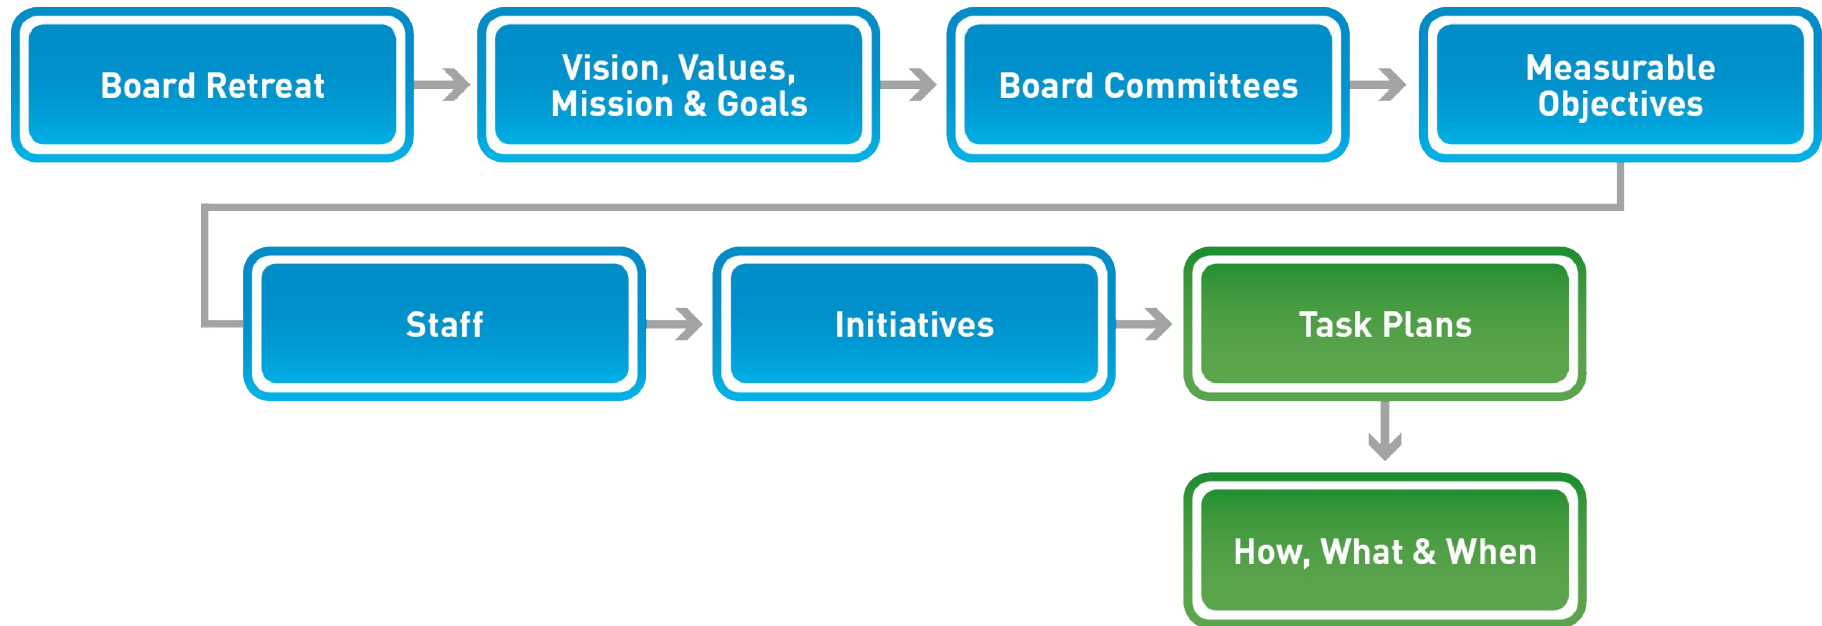 Board Retreat
Vision, Values,
Mission & Goals
Board Committees
Measurable
Objectives
Staff
Initiatives
Task Plans
How, What & When